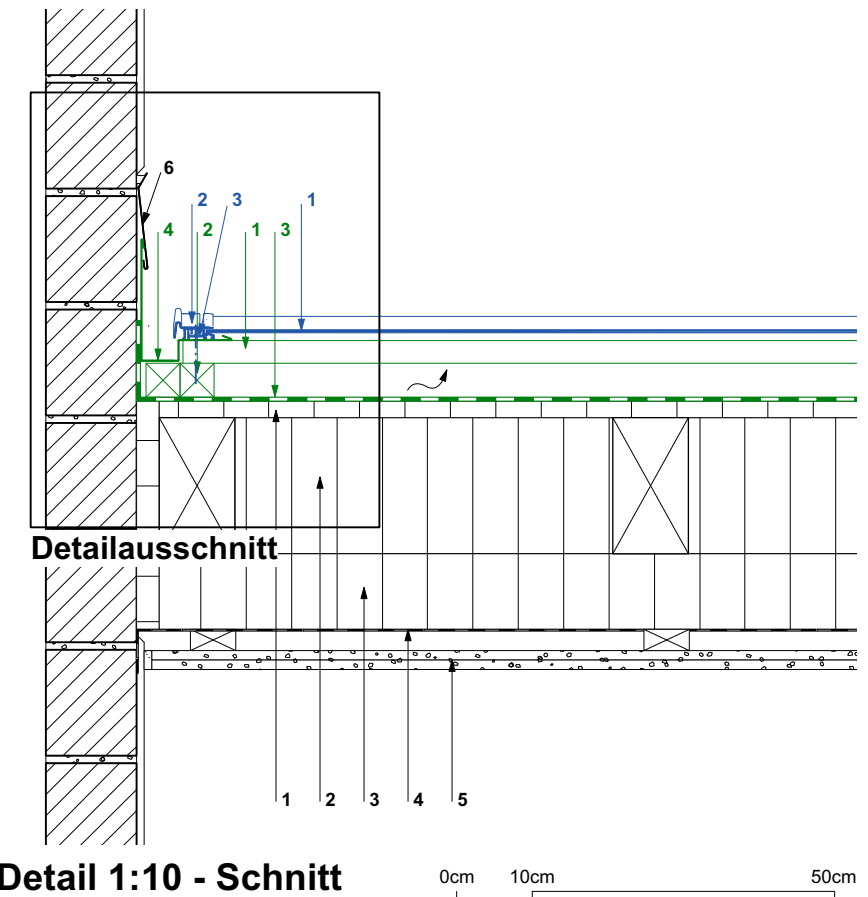 6
2 3 1
4 2 1 3
Detailausschnitt
1 2 3 4 5
Detail 1:10 - Schnitt
0cm 10cm 50cm